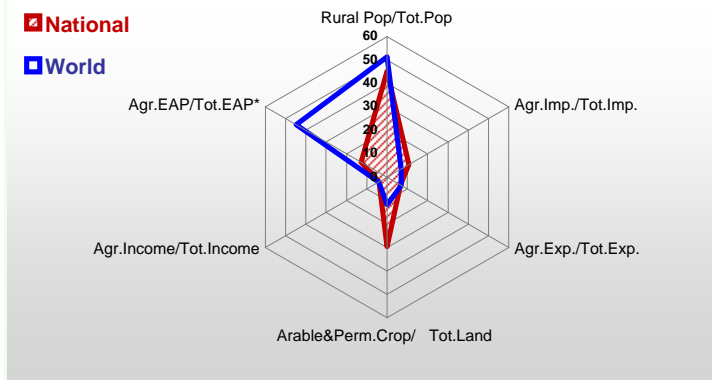 National
World
Rural Pop/Tot.Pop
60
50
40
30
20
10
0
Agr.EAP/Tot.EAP*
Agr.Imp./Tot.Imp.
Agr.Income/Tot.Income
Agr.Exp./Tot.Exp.
Arable&Perm.Crop/ Tot.Land